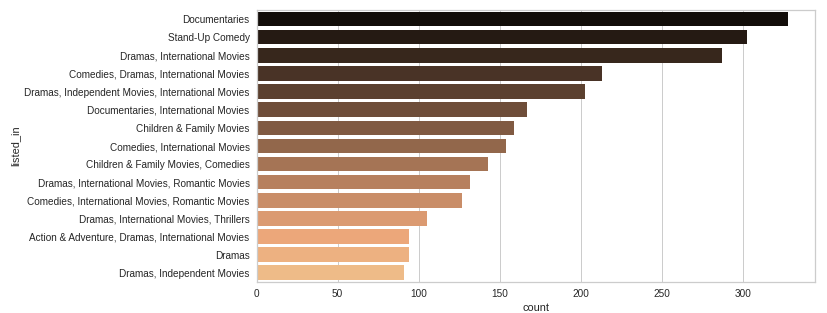 listed_in
Documentaries
Stand-Up Comedy
Dramas, International Movies
Comedies, Dramas, International Movies
Dramas, Independent Movies, International Movies
Documentaries, International Movies
Children & Family Movies
Comedies, International Movies
Children & Family Movies, Comedies
Dramas, International Movies, Romantic Movies
Comedies, International Movies, Romantic Movies
Dramas, International Movies, Thrillers
Action & Adventure, Dramas, International Movies
Dramas
Dramas, Independent Movies
0 50 100 150 200 250 300
count